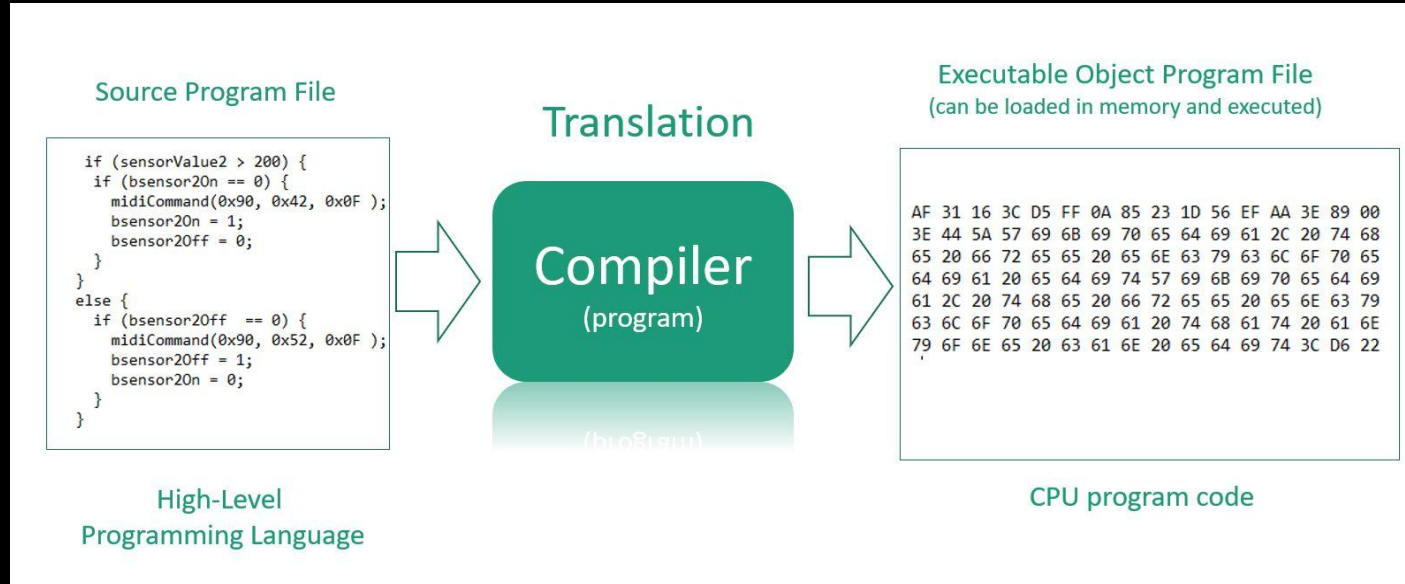 Source Program File
if (sensorValue2 > 200) {
if (bsensor2On == 0) {
midiCommand(0x90, 0x42, 0x0F );
bsensor2On = 1;
bsensor2Off = 0;
}
}
else {
if (bsensor2Off  == 0) {
midiCommand(0x90, 0x52, 0x0F );
bsensor2Off = 1;
bsensor2On = 0;
}
}
High-Level
Programming Language
Translation
Compiler
(program)
(program)
Executable Object Program File
(can be loaded in memory and executed)
AF 31 16 3C D5 FF 0A 85 23 1D 56 EF AA 3E 89 00
3E 44 5A 57 69 6B 69 70 65 64 69 61 2C 20 74 68
65 20 66 72 65 65 20 65 6E 63 79 63 6C 6F 70 65
64 69 61 20 65 64 69 74 57 69 6B 69 70 65 64 69
61 2C 20 74 68 65 20 66 72 65 65 20 65 6E 63 79
63 6C 6F 70 65 64 69 61 20 74 68 61 74 20 61 6E
79 6F 6E 65 20 63 61 6E 20 65 64 69 74 3C D6 22
CPU program code